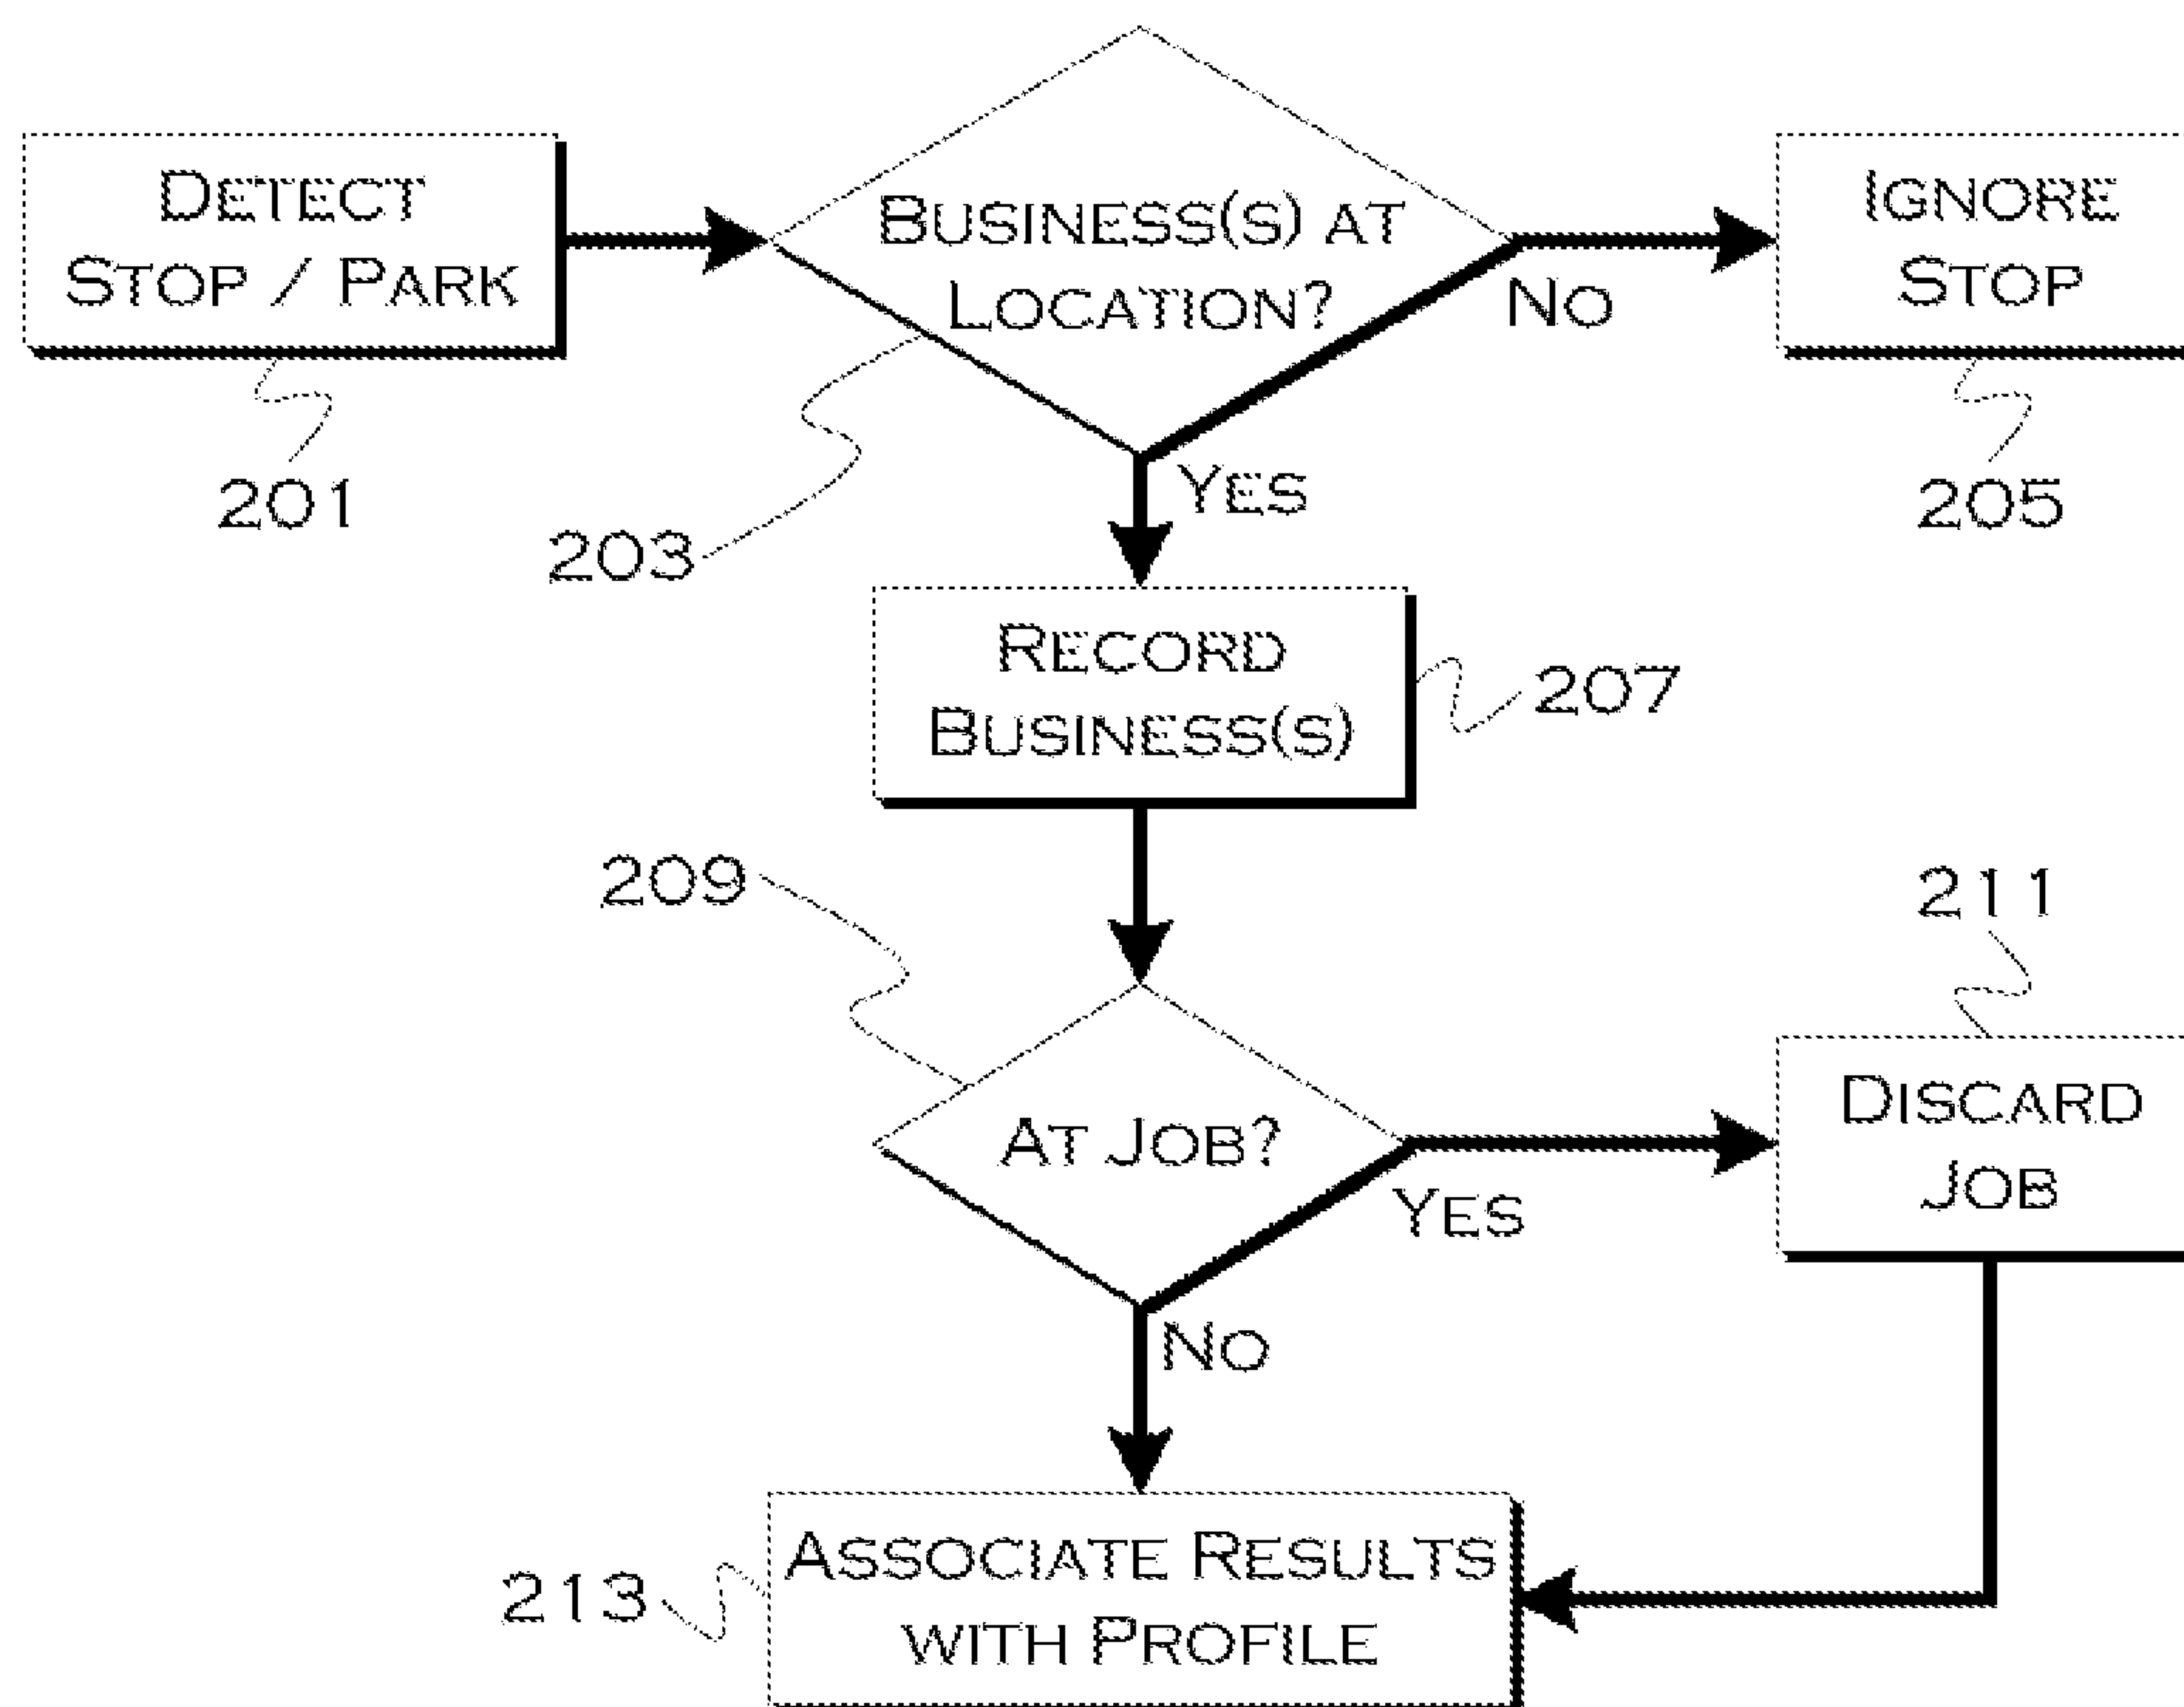 DETECT
STOP / PARK
201
BUSINESS(S) AT
LOCATION?
203
NO
IGNORE
STOP
205
YES
RECORD
BUSINESS(S)
207
209
AT JOB?
YES
211
DISCARD
JOB
NO
213
ASSOCIATE RESULTS
WITH PROFILE